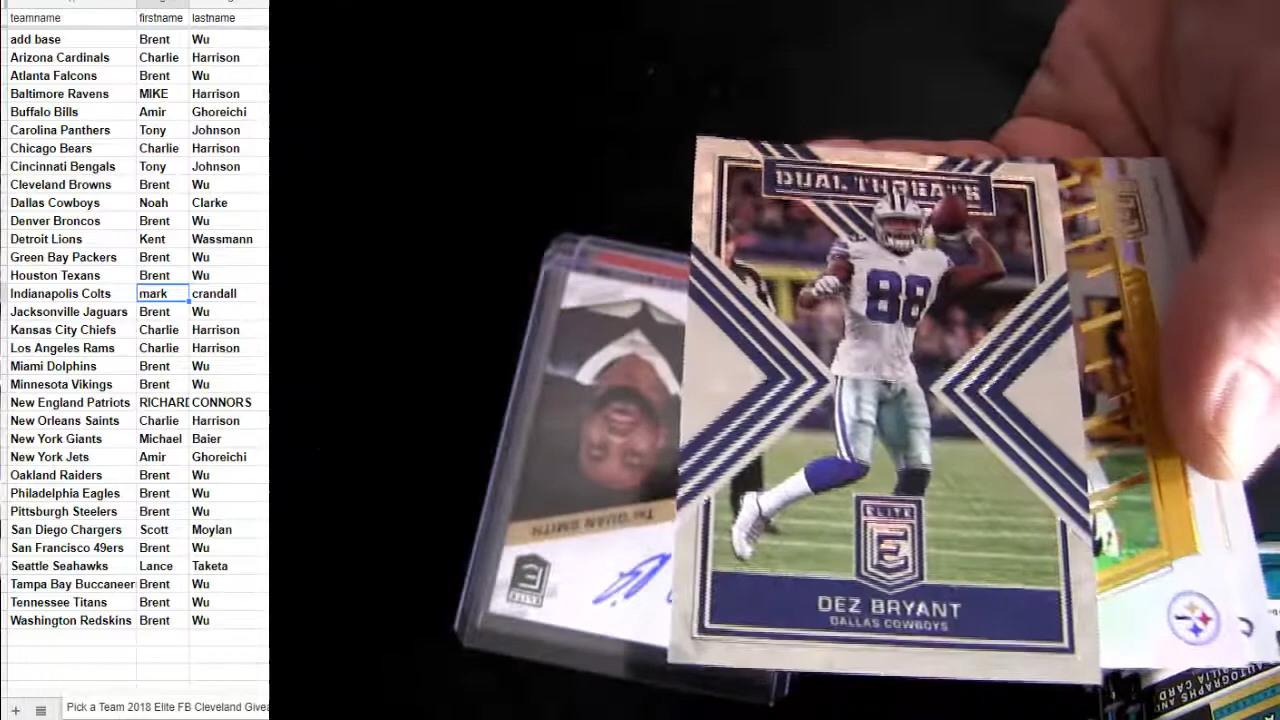 teamname firstname lastname
add base Brent Wu
Arizona Cardinals Charlie Harrison
Atlanta Falcons Brent Wu
Baltimore Ravens MIKE Harrison
Buffalo Bills Amir Ghoreichi
Carolina Panthers Tony Johnson
Chicago Bears Charlie Harrison
Cincinnati Bengals Tony Johnson
Cleveland Browns Brent Wu
Dallas Cowboys Noah Clarke
Denver Broncos Brent Wu
Detroit Lions Kent Wassmann
Green Bay Packers Brent Wu
Houston Texans Brent Wu
Indianapolis Colts mark crandall
Jacksonville Jaguars Brent Wu
Kansas City Chiefs Charlie Harrison
Los Angeles Rams Charlie Harrison
Miami Dolphins Brent Wu
Minnesota Vikings Brent Wu
New England Patriots RICHARD CONNORS
New Orleans Saints Charlie Harrison
New York Giants Michael Baier
New York Jets Amir Ghoreichi
Oakland Raiders Brent Wu
Philadelphia Eagles Brent Wu
Pittsburgh Steelers Brent Wu
San Diego Chargers Scott Moylan
San Francisco 49ers Brent Wu
Seattle Seahawks Lance Taketa
Tampa Bay Buccaneer Brent Wu
Tennessee Titans Brent Wu
Washington Redskins Brent Wu
Pick a Team 2018 Elite FB Cleveland Givea
DUAL THREATS
88
ELITE
E
DEZ BRYANT
DALLAS COWBOYS
TRE'QUAN SMITH
ELITE
AUTOGRAPHS
CARD